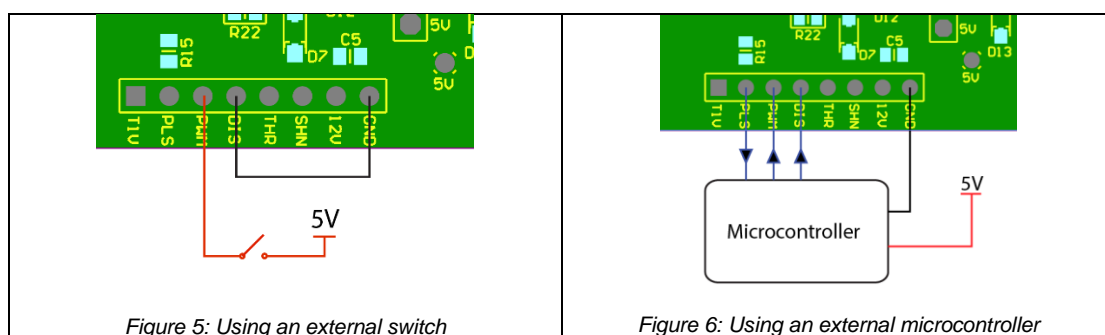 D12
5V
R22
D7
C5
R15
5V
T1V PLS PWM DIS THR SHN 12V GND
5V
Figure 5: Using an external switch
D12
5V
R22
D7
C5
D13
R15
5V
T1V PLS PWM DIS THR SHN 12V GND
5V
Microcontroller
Figure 6: Using an external microcontroller